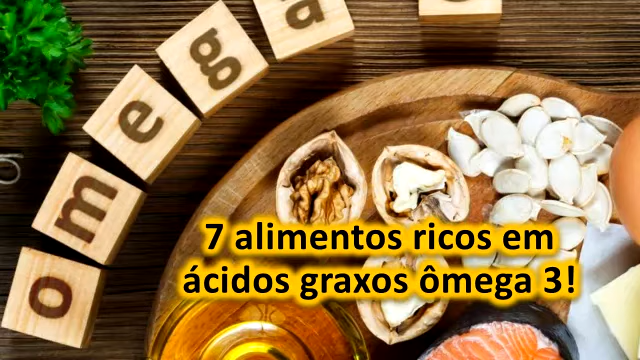 omega
7 alimentos ricos em
ácidos graxos ômega 3!